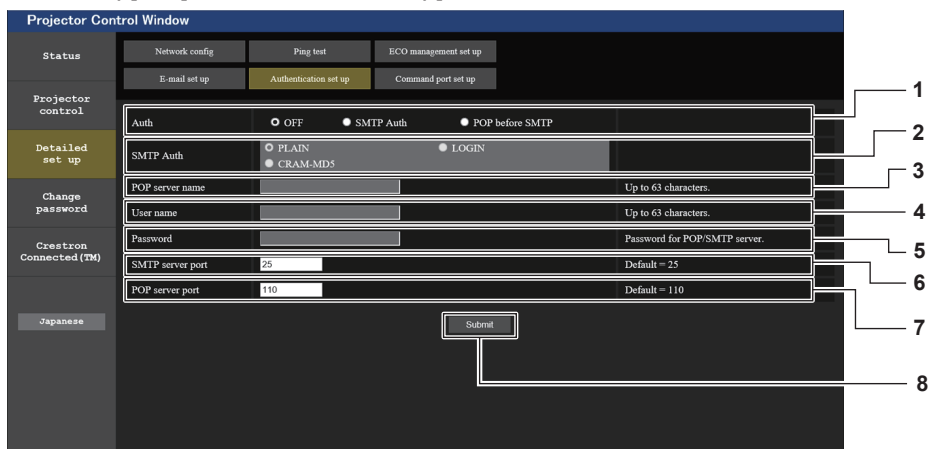 Projector Control Window
Status
Network config
Ping test
ECO management set up
E-mail set up
Authentication set up
Command port set up
Projector
control
Detailed
set up
Change
password
Crestron
Connected(TM)
Japanese
Auth
OFF
SMTP Auth
POP before SMTP
1
SMTP Auth
PLAIN
LOGIN
CRAM-MD5
2
POP server name
Up to 63 characters.
3
User name
Up to 63 characters.
4
Password
Password for POP/SMTP server.
5
SMTP server port
25
Default = 25
6
POP server port
110
Default = 110
7
Submit
8